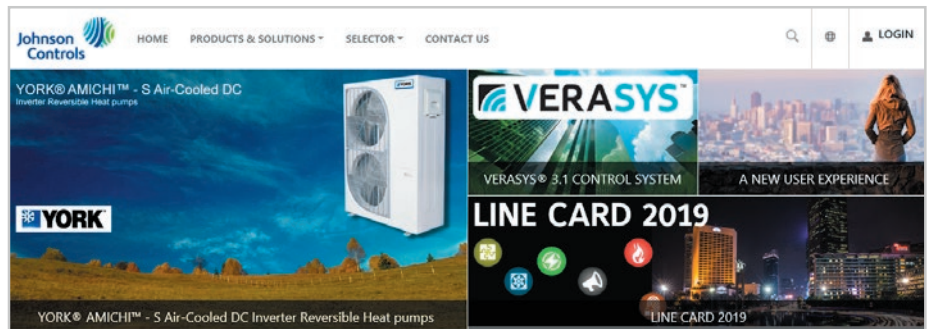 Johnson
Controls
HOME
PRODUCTS & SOLUTIONS
SELECTOR
CONTACT US
LOGIN
YORK® AMICHI™ - S Air-Cooled DC
Inverter Reversible Heat pumps
YORK
YORK
YORK® AMICHI™ - S Air-Cooled DC Inverter Reversible Heat pumps
VERASYS™
VERASYS® 3.1 CONTROL SYSTEM
A NEW USER EXPERIENCE
LINE CARD 2019
LINE CARD 2019